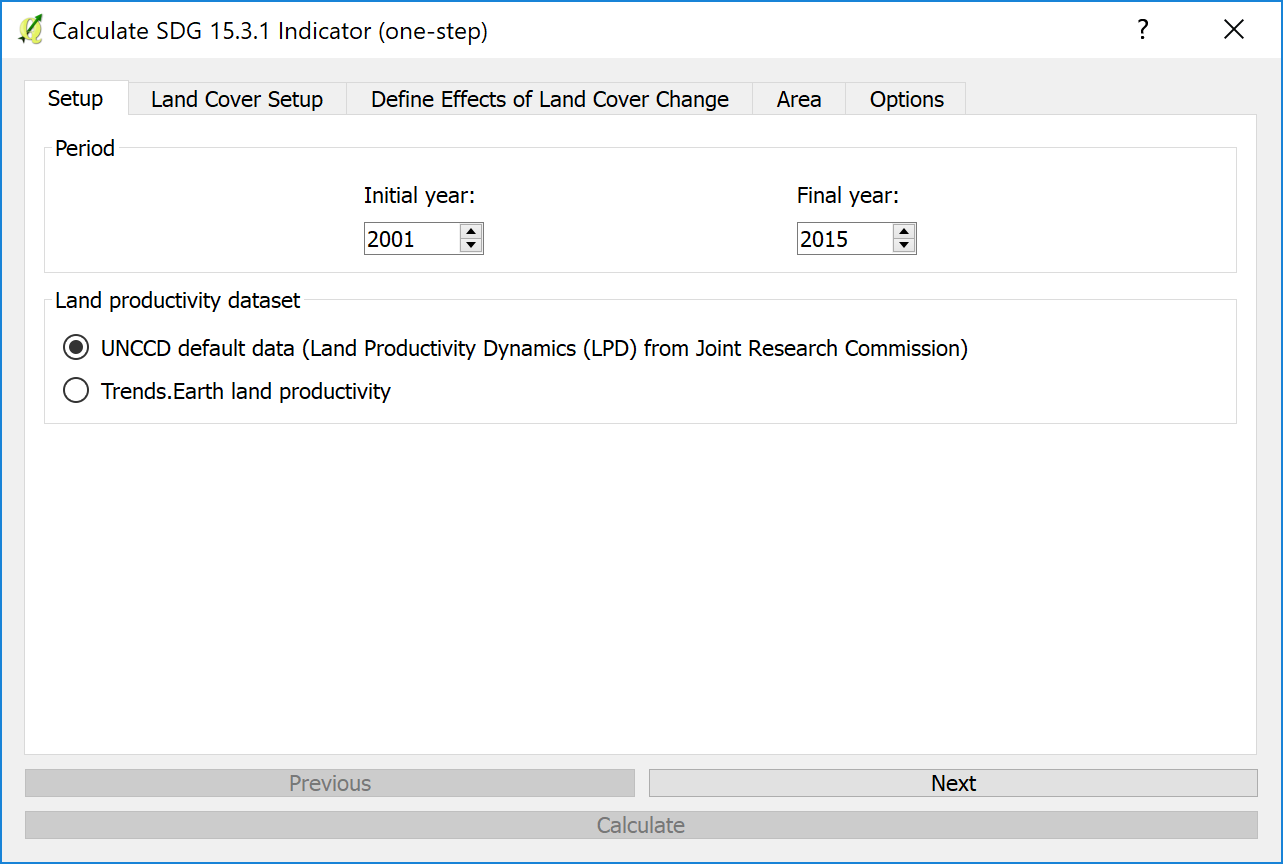 Calculate SDG 15.3.1 Indicator (one-step) ?
Setup Land Cover Setup Define Effects of Land Cover Change Area Options
Period
Initial year: Final year:
2001 2015
Land productivity dataset
UNCCD default data (Land Productivity Dynamics (LPD) from Joint Research Commission)
Trends.Earth land productivity
Previous Next
Calculate